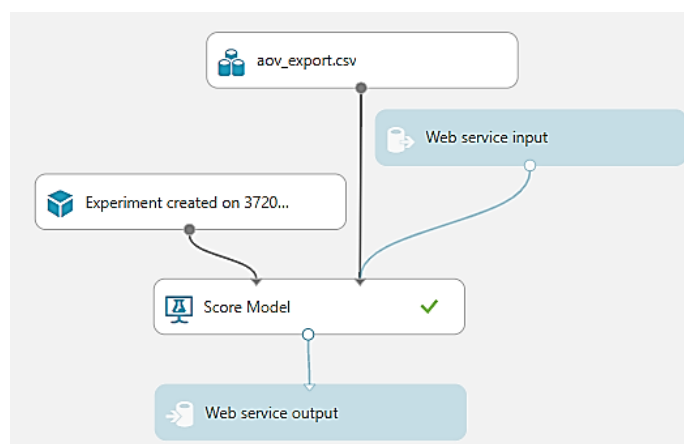 aov_export.csv
Web service input
Experiment created on 3720...
Score Model
Web service output